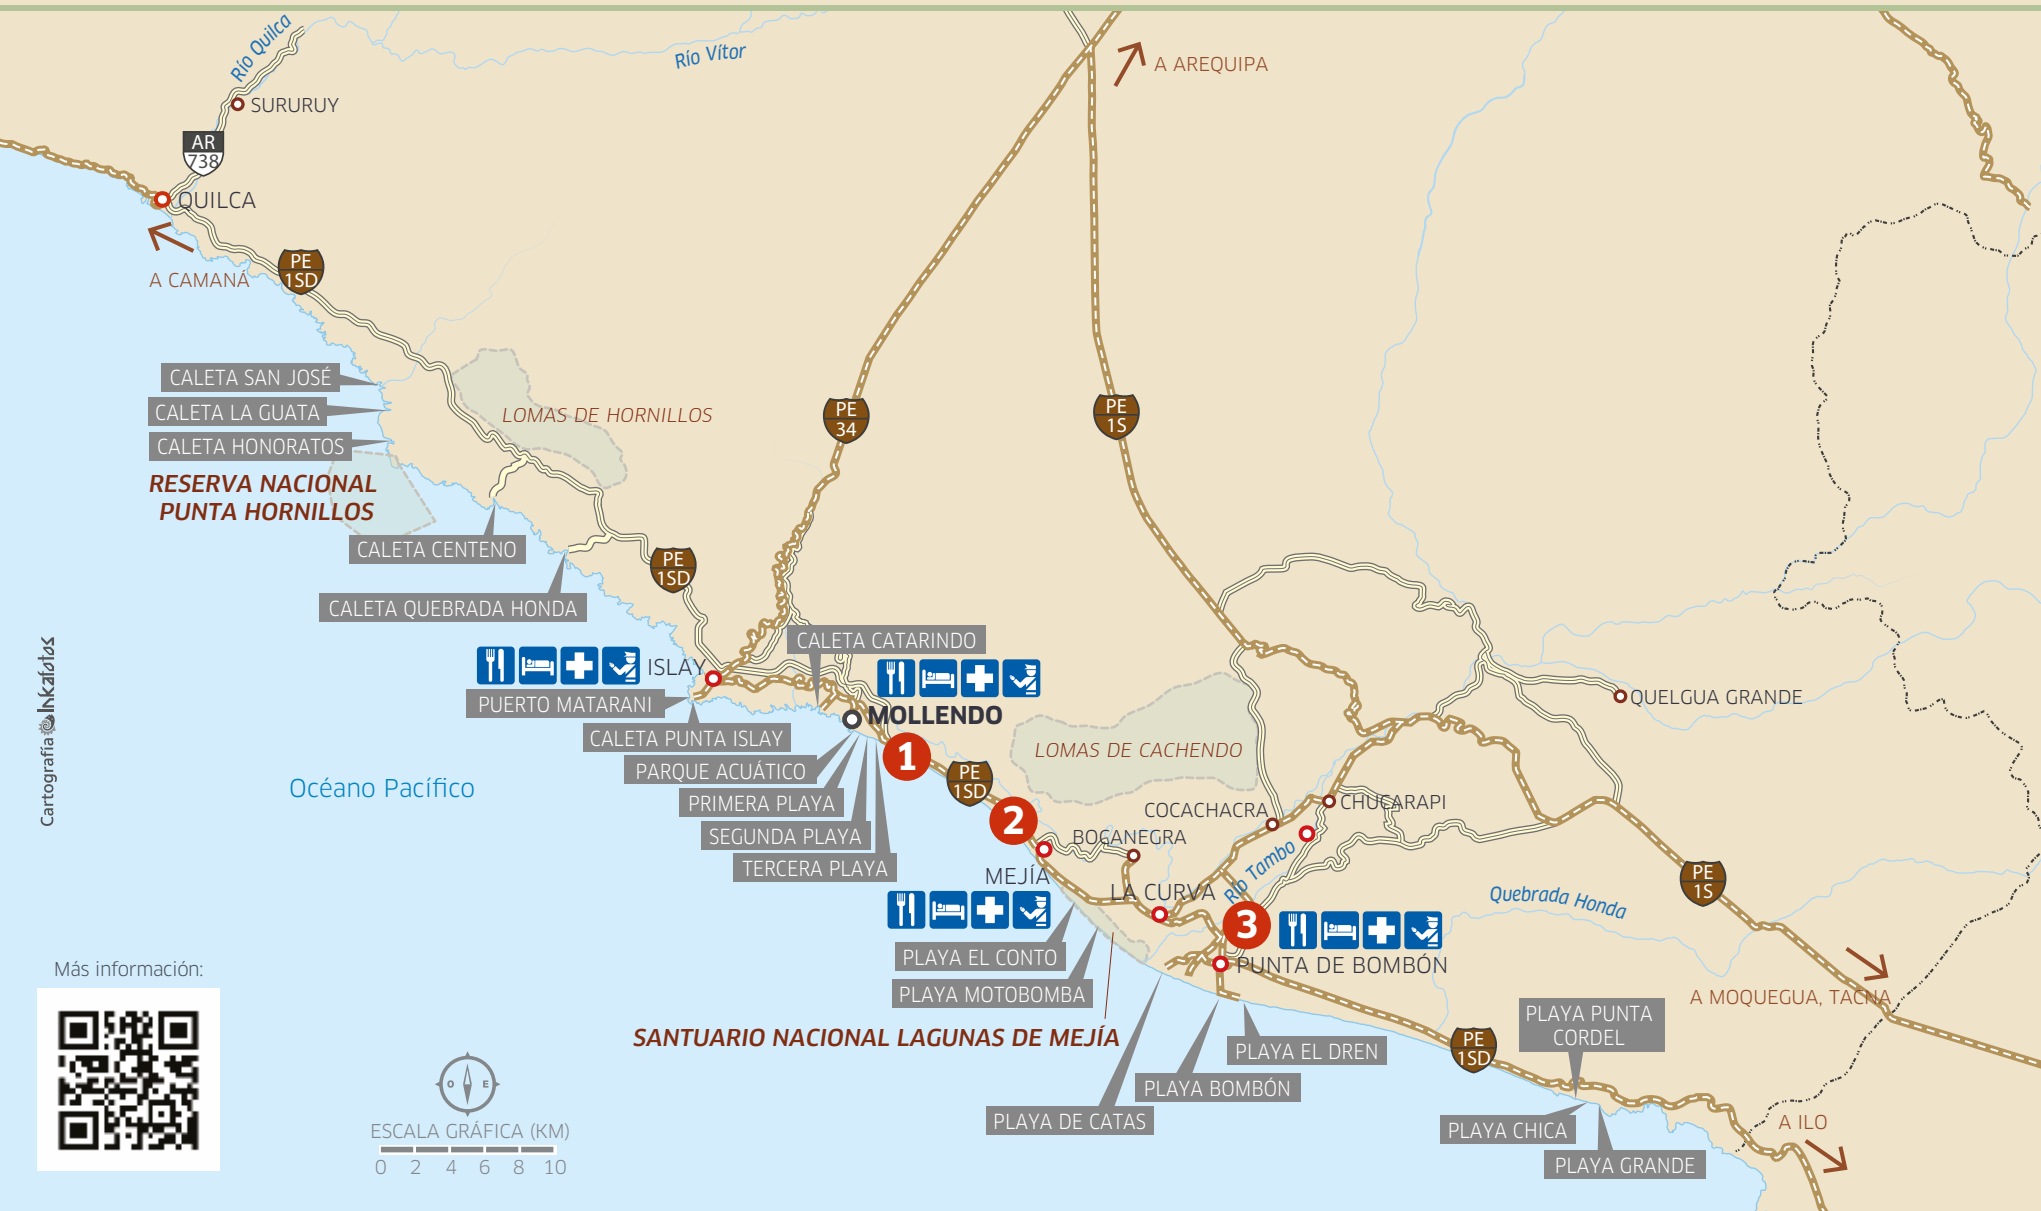 Río Quilca
Río Vítor
A AREQUIPA
SURURUY
AR
738
QUILCA
PE
1SD
A CAMANÁ
CALETA SAN JOSÉ
CALETA LA GUATA
CALETA HONORATOS
LOMAS DE HORNILLOS
PE
34
PE
1S
RESERVA NACIONAL
PUNTA HORNILLOS
CALETA CENTENO
PE
1SD
CALETA QUEBRADA HONDA
CALETA CATARINDO
ISLAY
PUERTO MATARANI
QUELGUA GRANDE
MOLLENDO
CALETA PUNTA ISLAY
LOMAS DE CACHENDO
1
PARQUE ACUÁTICO
PE
1SD
Océano Pacífico
PRIMERA PLAYA
CHUCARAPI
COCACHACRA
2
SEGUNDA PLAYA
BOCANEGRA
TERCERA PLAYA
MEJÍA
Río Tambo
LA CURVA
PE
1S
Quebrada Honda
3
PLAYA EL CONTO
PUNTA DE BOMBÓN
PLAYA MOTOBOMBA
A MOQUEGUA, TACNA
PLAYA PUNTA
CORDEL
SANTUARIO NACIONAL LAGUNAS DE MEJÍA
PE
1SD
PLAYA EL DREN
PLAYA BOMBÓN
PLAYA DE CATAS
PLAYA CHICA
A ILO
PLAYA GRANDE
Cartografía Inkafotos
Más información:
O E
ESCALA GRÁFICA (KM)
0 2 4 6 8 10